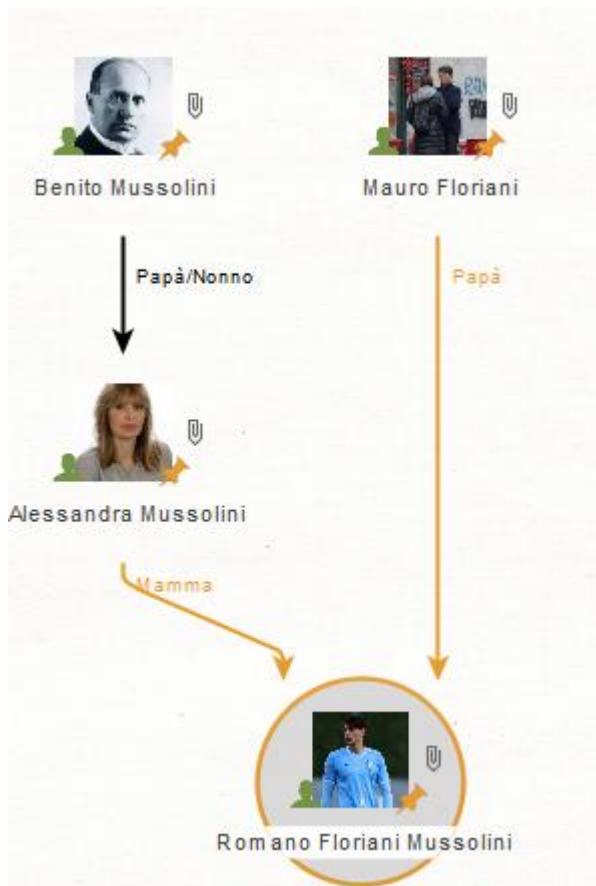 Benito Mussolini
Mauro Floriani
Papà/Nonno
Papà
Alessandra Mussolini
Mamma
Romano Floriani Mussolini